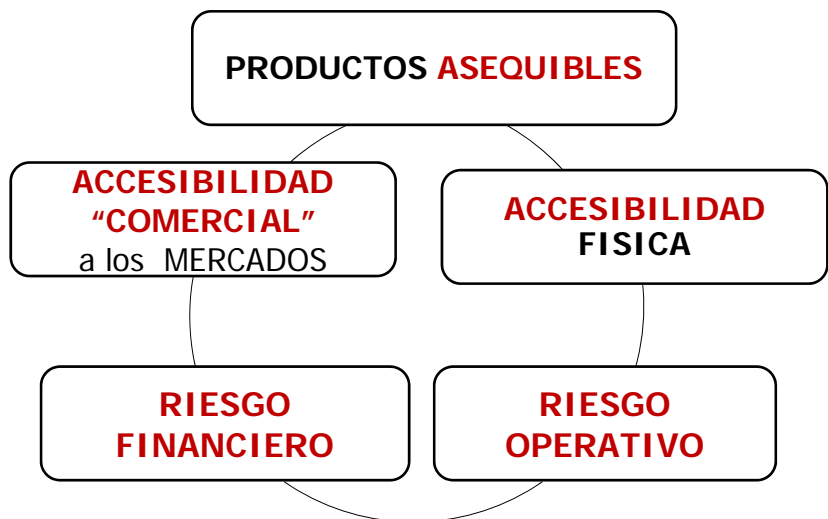 PRODUCTOS ASEQUIBLES
ACCESIBILIDAD
“COMERCIAL”
a los MERCADOS
ACCESIBILIDAD
FISICA
RIESGO
FINANCIERO
RIESGO
OPERATIVO